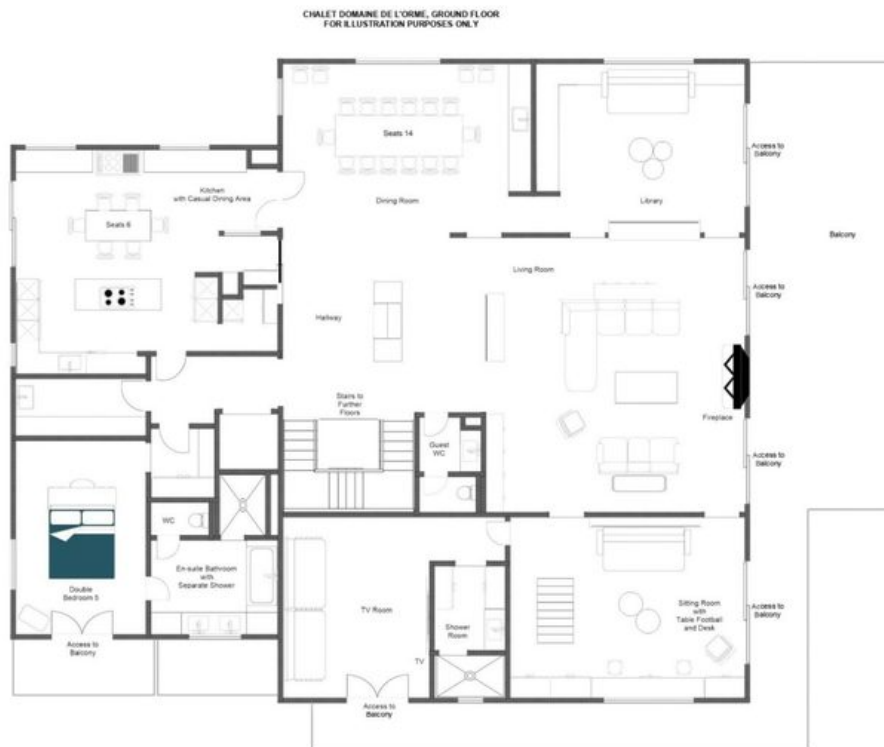 CHALET DOMAINE DE L'ORME, GROUND FLOOR
FOR ILLUSTRATION PURPOSES ONLY
Seats 14
Dining Room
Library
Access to
Balcony
Balcony
Kitchen
with Casual Dining Area
Seats 6
Living Room
Access to
Balcony
Hallway
Stairs to
Further
Floors
Fireplace
Guest
WC
Access to
Balcony
WC
En-suite Bathroom
with
Separate Shower
Double
Bedroom 5
Access to
Balcony
TV Room
TV
Shower
Room
Sitting Room
with
Table Football
and Desk
Access to
Balcony
Access to
Balcony